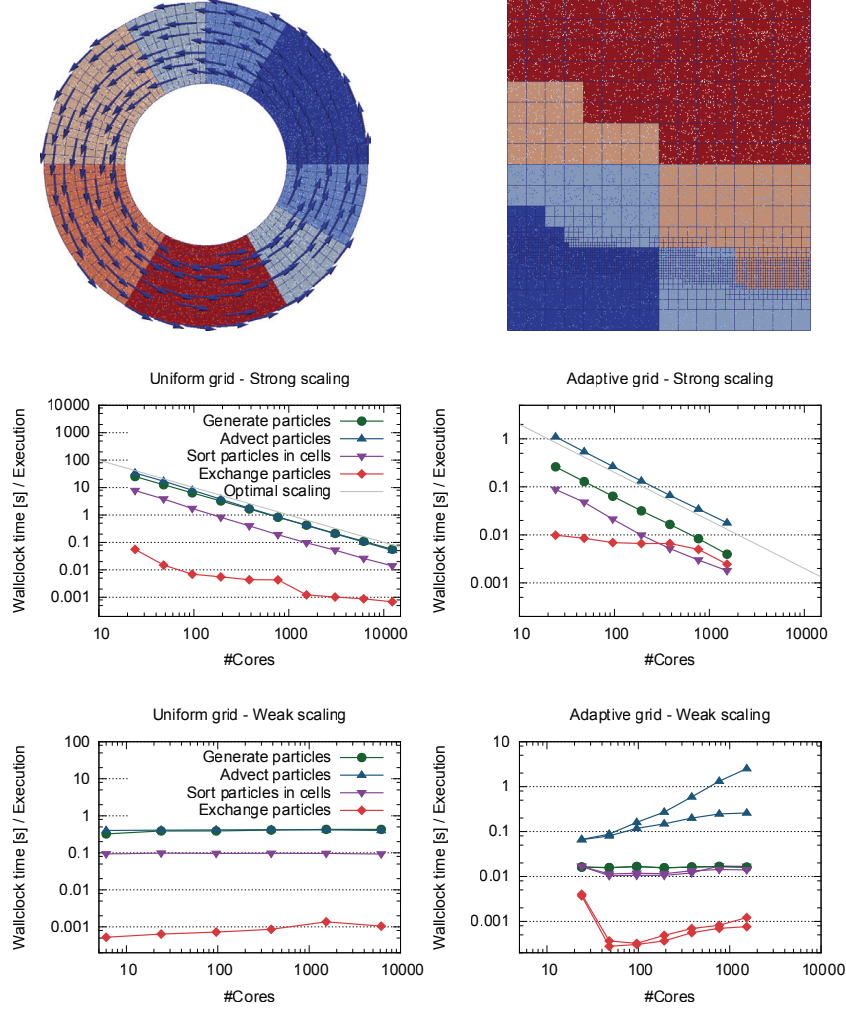 Uniform grid - Strong scaling
Wallclock time [s] / Execution
10000
1000
100
10
1
0.1
0.01
0.001
Generate particles
Advect particles
Sort particles in cells
Exchange particles
Optimal scaling
10 100 1000 10000
#Cores
Adaptive grid - Strong scaling
Wallclock time [s] / Execution
1
0.1
0.01
0.001
10 100 1000 10000
#Cores
Uniform grid - Weak scaling
Wallclock time [s] / Execution
100
10
1
0.1
0.01
0.001
Generate particles
Advect particles
Sort particles in cells
Exchange particles
10 100 1000 10000
#Cores
Adaptive grid - Weak scaling
Wallclock time [s] / Execution
10
1
0.1
0.01
0.001
10 100 1000 10000
#Cores